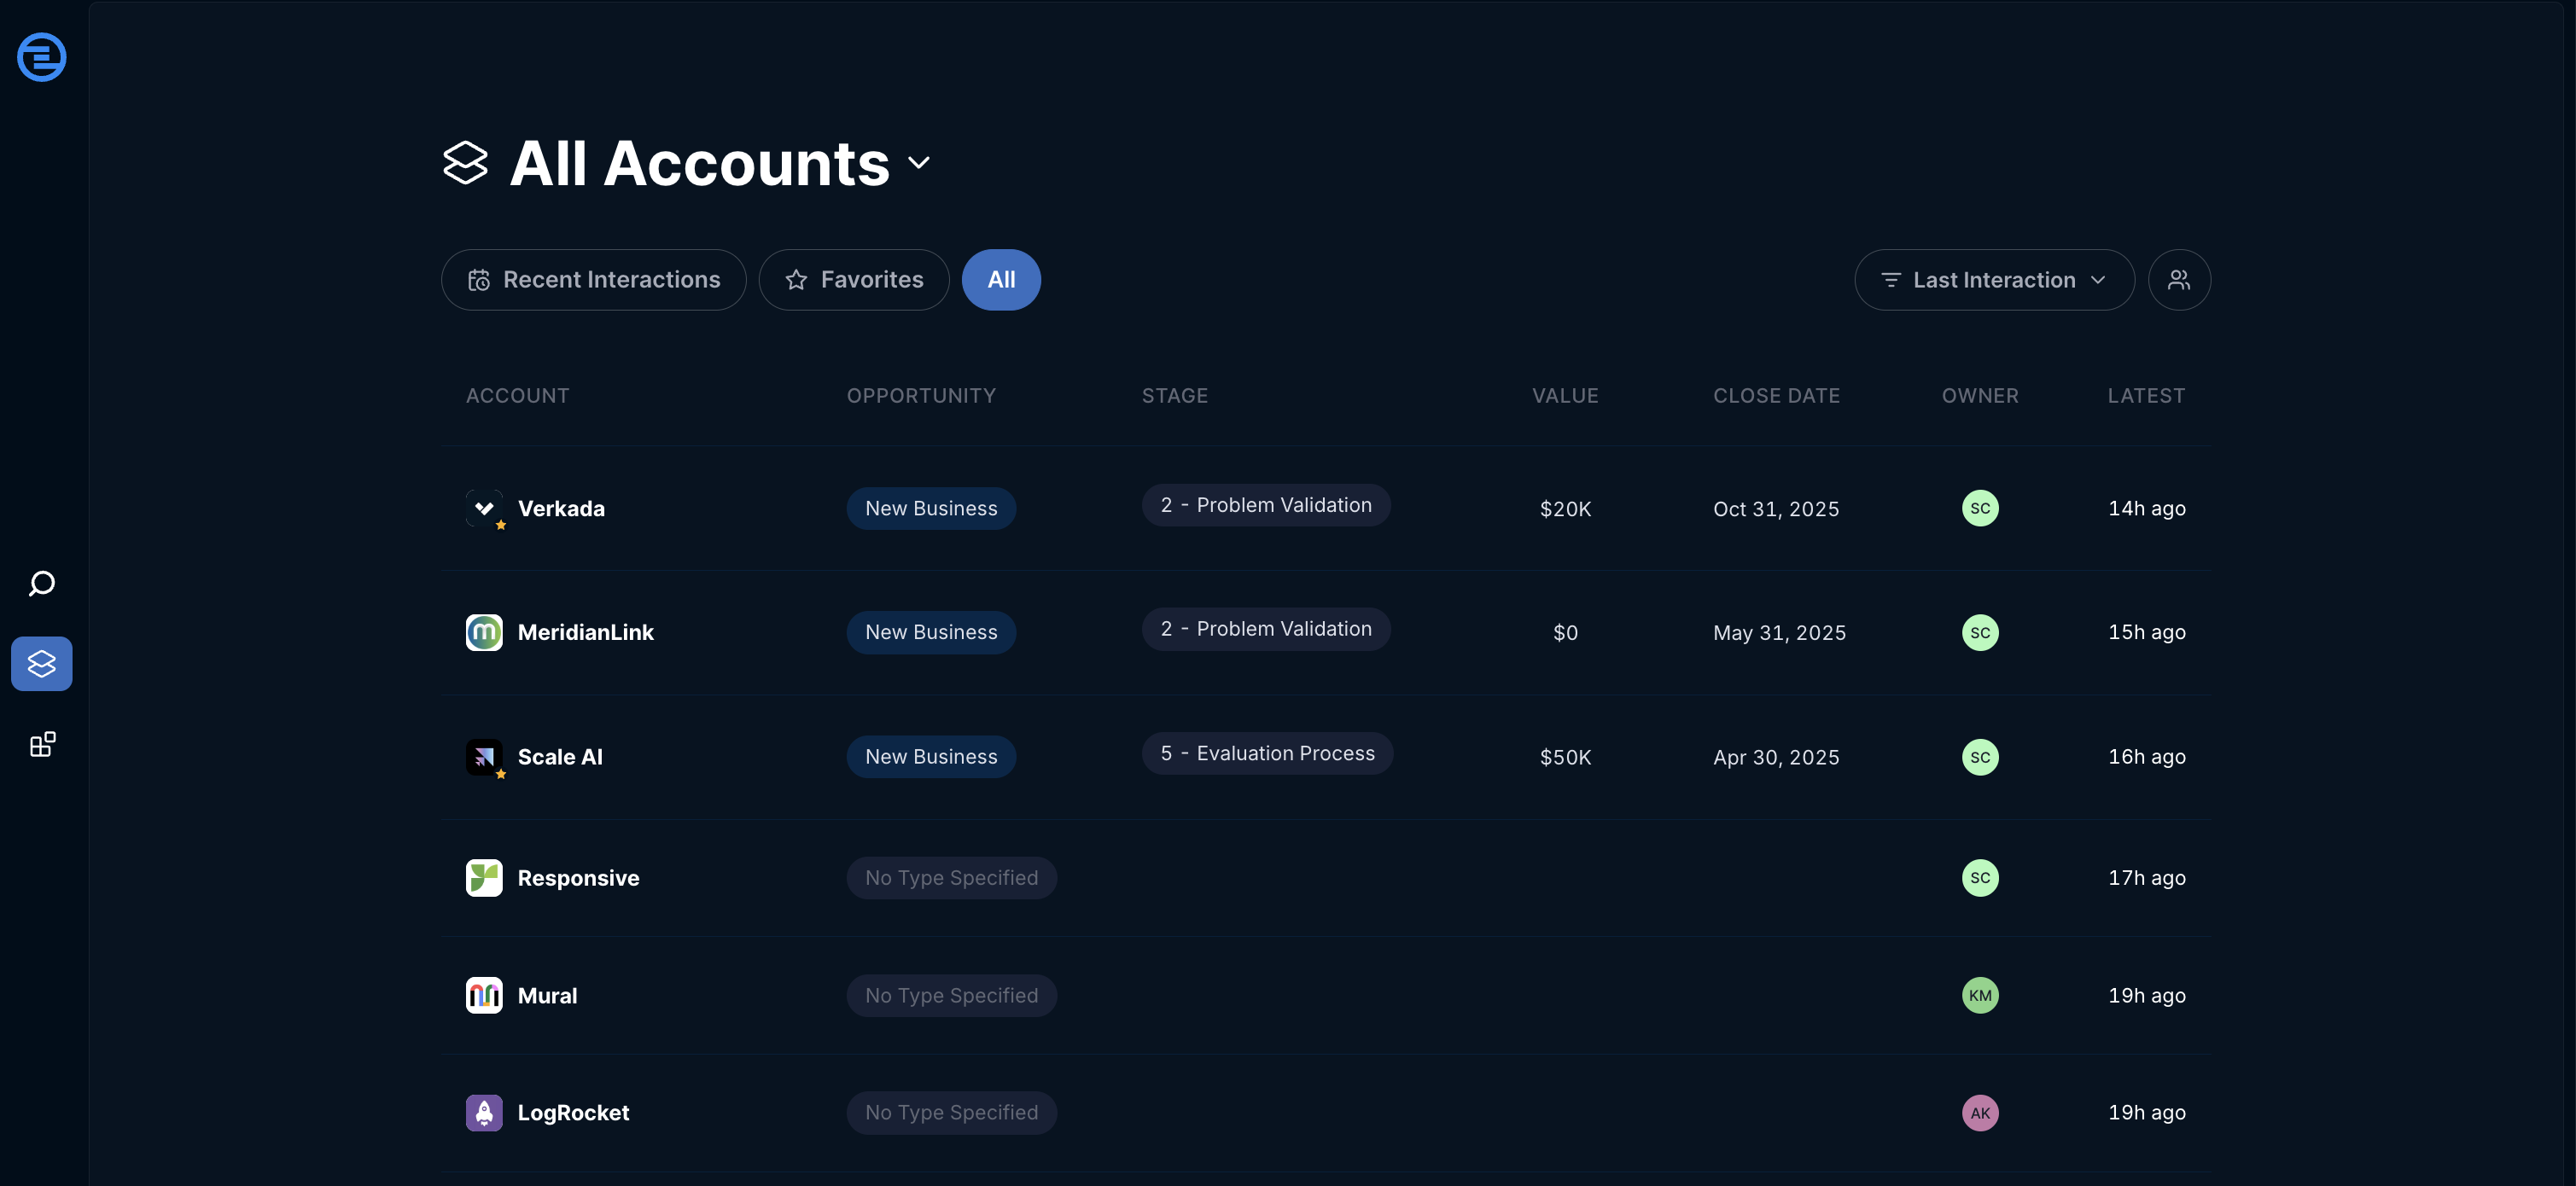 All Accounts
Recent Interactions Favorites All Last Interaction
ACCOUNT OPPORTUNITY STAGE VALUE CLOSE DATE OWNER LATEST
Verkada New Business 2 - Problem Validation $20K Oct 31, 2025 SC 14h ago
MeridianLink New Business 2 - Problem Validation $0 May 31, 2025 SC 15h ago
Scale AI New Business 5 - Evaluation Process $50K Apr 30, 2025 SC 16h ago
Responsive No Type Specified SC 17h ago
Mural No Type Specified KM 19h ago
LogRocket No Type Specified AK 19h ago